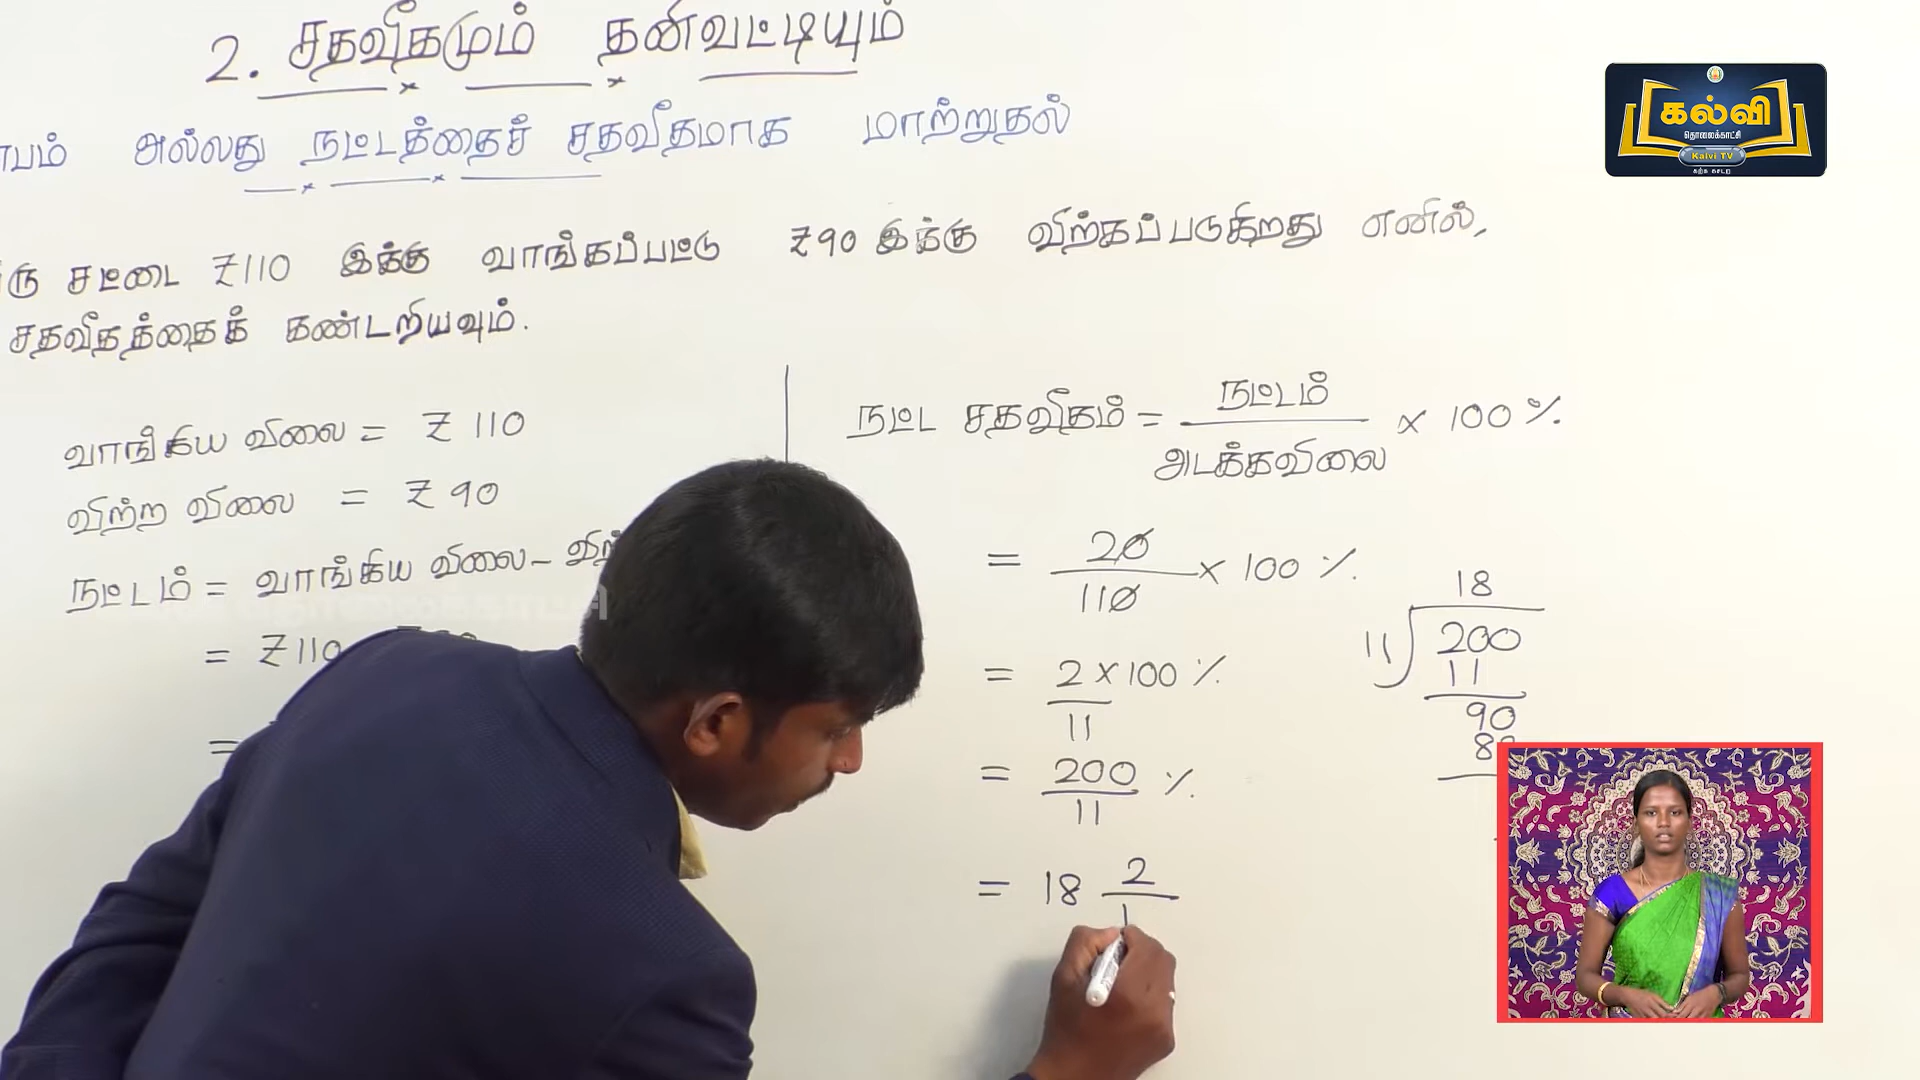 2. சதவீகமும் தனிவட்டியும்
அல்லது நட்டத்தைச் சதவீதமாக மாற்றுதல்
சட்டை ₹110 இக்கு வாங்கப்பட்டு ₹90 இக்கு விற்கப்படுகிறது எனில்,
சதவீதத்தைக் கண்டறியவும்.
வாங்கிய விலை = ₹ 110
விற்ற விலை = ₹ 90
நட்டம் = வாங்கிய விலை -
= ₹110
=
நட்ட சதவீதம் = நட்டம் / அடக்கவிலை × 100 %
= 20 / 110 × 100 %
= 2 × 100 % / 11
= 200 / 11 %
= 18 2 /
18
11 200
11
90
கல்வி
தொலைக்காட்சி
Kalvi TV
கற்க கசடற
தொலைக்காட்சி